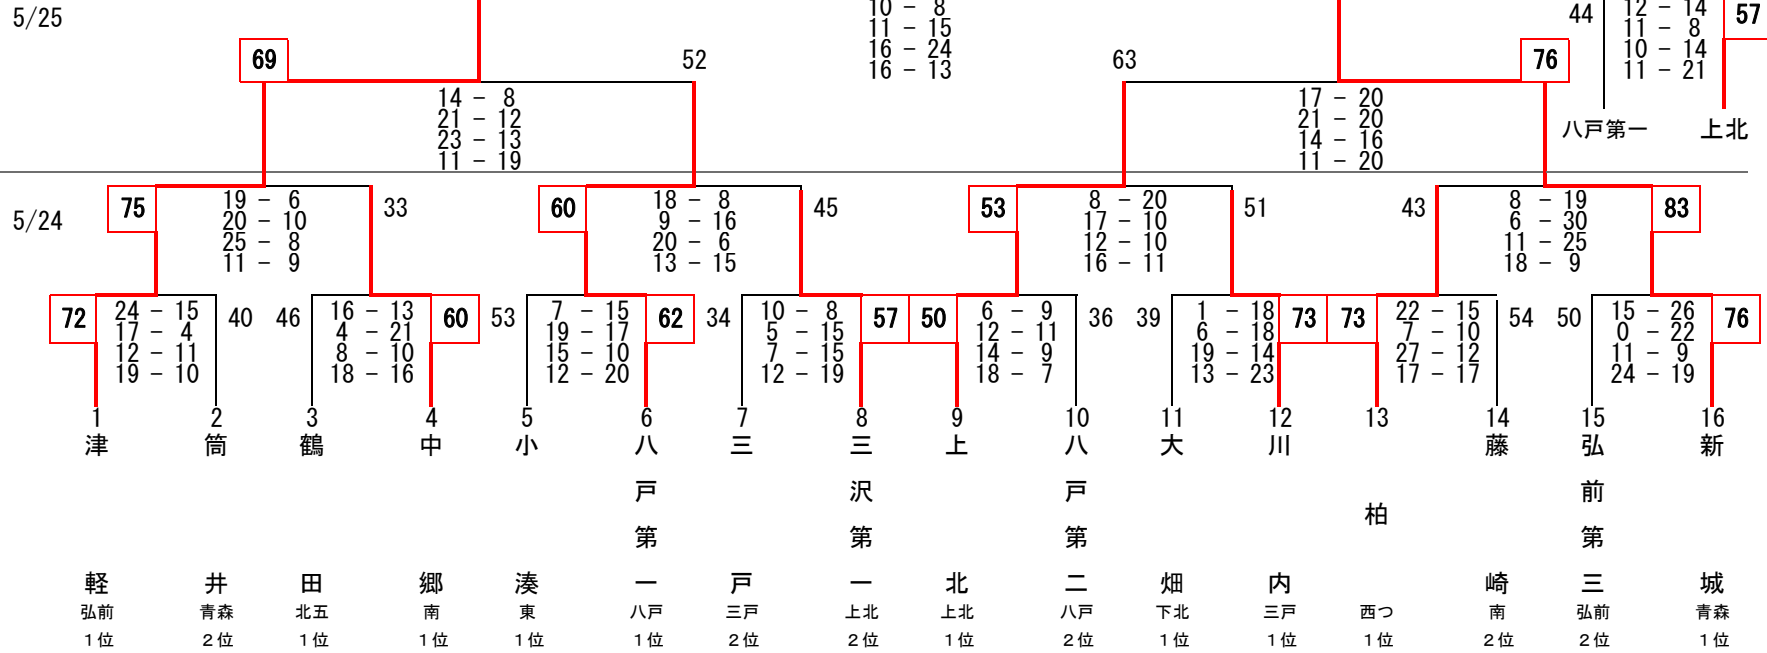 10 - 8
11 - 15
16 - 24
16 - 13
44
12 - 14
11 - 8
10 - 14
11 - 21
57
5/25
69
52
63
76
14 - 8
21 - 12
23 - 13
11 - 19
17 - 20
21 - 20
14 - 16
11 - 20
八戸第一
上北
5/24
75
19 - 6
20 - 10
25 - 8
11 - 9
33
60
18 - 8
9 - 16
20 - 6
13 - 15
45
53
8 - 20
17 - 10
12 - 10
16 - 11
51
43
8 - 19
6 - 30
11 - 25
18 - 9
83
72
24 - 15
17 - 4
12 - 11
19 - 10
40
46
16 - 13
4 - 21
8 - 10
18 - 16
60
53
7 - 15
19 - 17
15 - 10
12 - 20
62
34
10 - 8
5 - 15
7 - 15
12 - 19
57
50
6 - 9
12 - 11
14 - 9
18 - 7
36
39
1 - 18
6 - 18
19 - 14
13 - 23
73
73
22 - 15
7 - 10
27 - 12
17 - 17
54
50
15 - 26
0 - 22
11 - 9
24 - 19
76
1 2 3 4 5 6 7 8 9 10 11 12 13 14 15 16
津軽
筒井
鶴田
中郷
小湊
八戸第一
三戸
三沢第一
上北
八戸第二
大畑
川内
柏
藤崎
弘前第三
新城
弘前 青森 北五 南 東 八戸 三戸 上北 上北 八戸 下北 三戸 西つ 南 弘前 青森
1位 2位 1位 1位 1位 1位 2位 2位 1位 2位 1位 1位 1位 2位 2位 1位